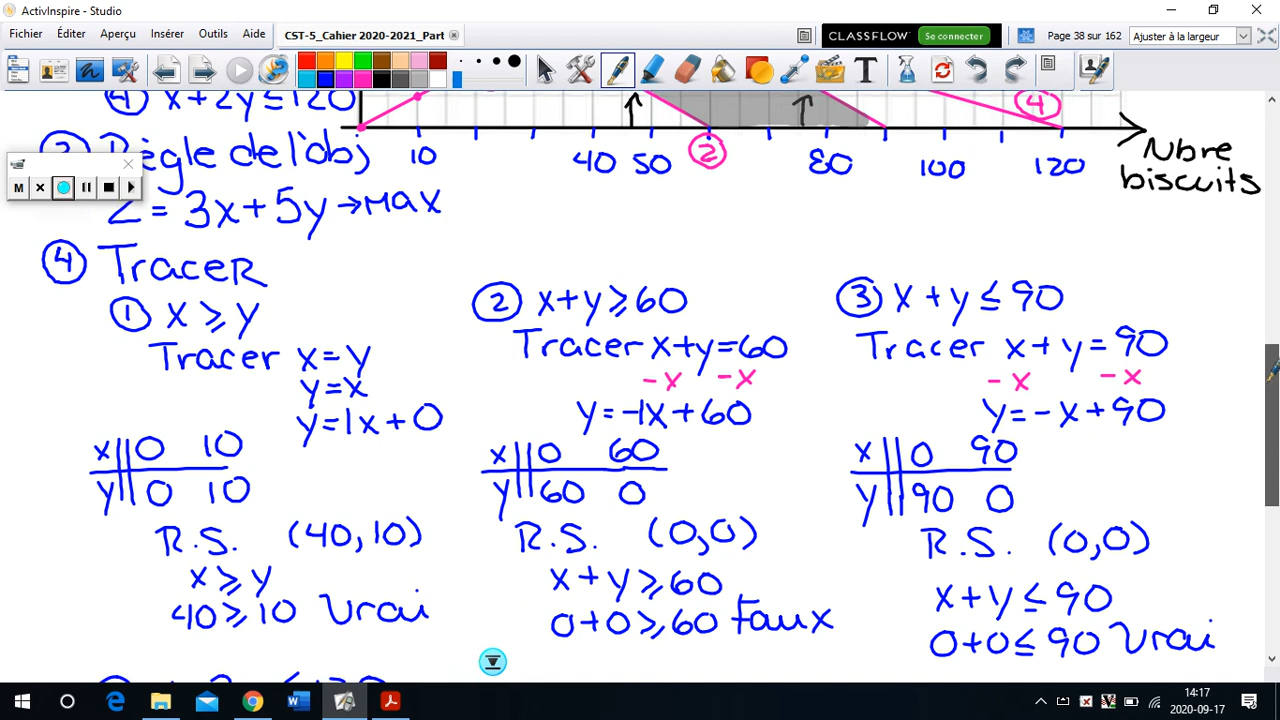 ActivInspire - Studio
Fichier Éditer Aperçu Insérer Outils Aide
CST-5_Cahier 2020-2021_Part
CLASSFLOW Se connecter
Page 38 sur 162
Ajuster à la largeur
④ x+2y≤120
Règle de l'obj
Z = 3x+5y → MAX
10 40 50 ② 80 100 120
④
Nbre
biscuits
M
④ Tracer
① x ≥ y
Tracer x=y
y=x
y=1x+0
x 0 10
y 0 10
R.S. (40,10)
x ≥ y
40 ≥ 10 Vrai
② x+y ≥ 60
Tracer x+y=60
-x -x
y=-1x+60
x 0 60
y 60 0
R.S. (0,0)
x+y ≥ 60
0+0 ≥ 60 Faux
③ x+y ≤ 90
Tracer x+y=90
-x -x
y=-x+90
x 0 90
y 90 0
R.S. (0,0)
x+y ≤ 90
0+0 ≤ 90 Vrai
14:17
2020-09-17